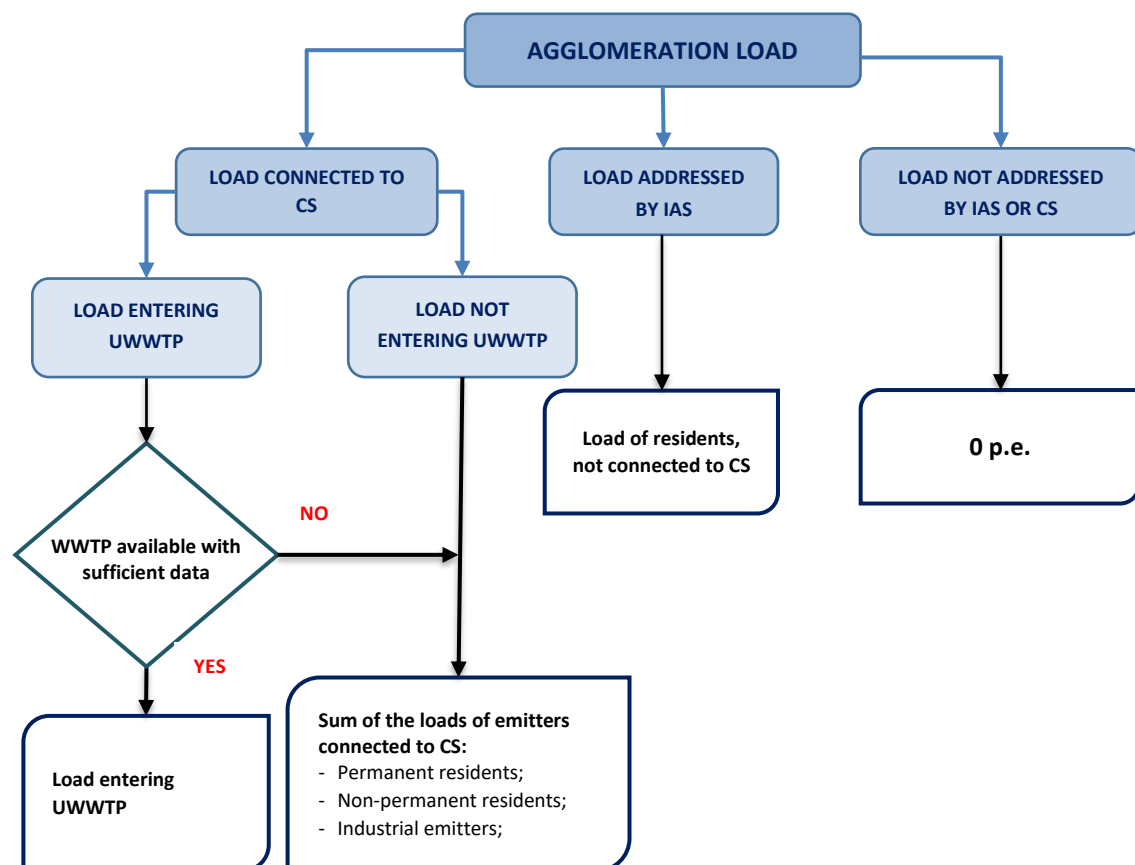 AGGLOMERATION LOAD
LOAD CONNECTED TO
CS
LOAD ADDRESSED
BY IAS
LOAD NOT ADDRESSED
BY IAS OR CS
LOAD ENTERING
UWWTP
LOAD NOT
ENTERING UWWTP
Load of residents,
not connected to CS
0 p.e.
NO
WWTP available with
sufficient data
YES
Load entering
UWWTP
Sum of the loads of emitters
connected to CS:
- Permanent residents;
- Non-permanent residents;
- Industrial emitters;